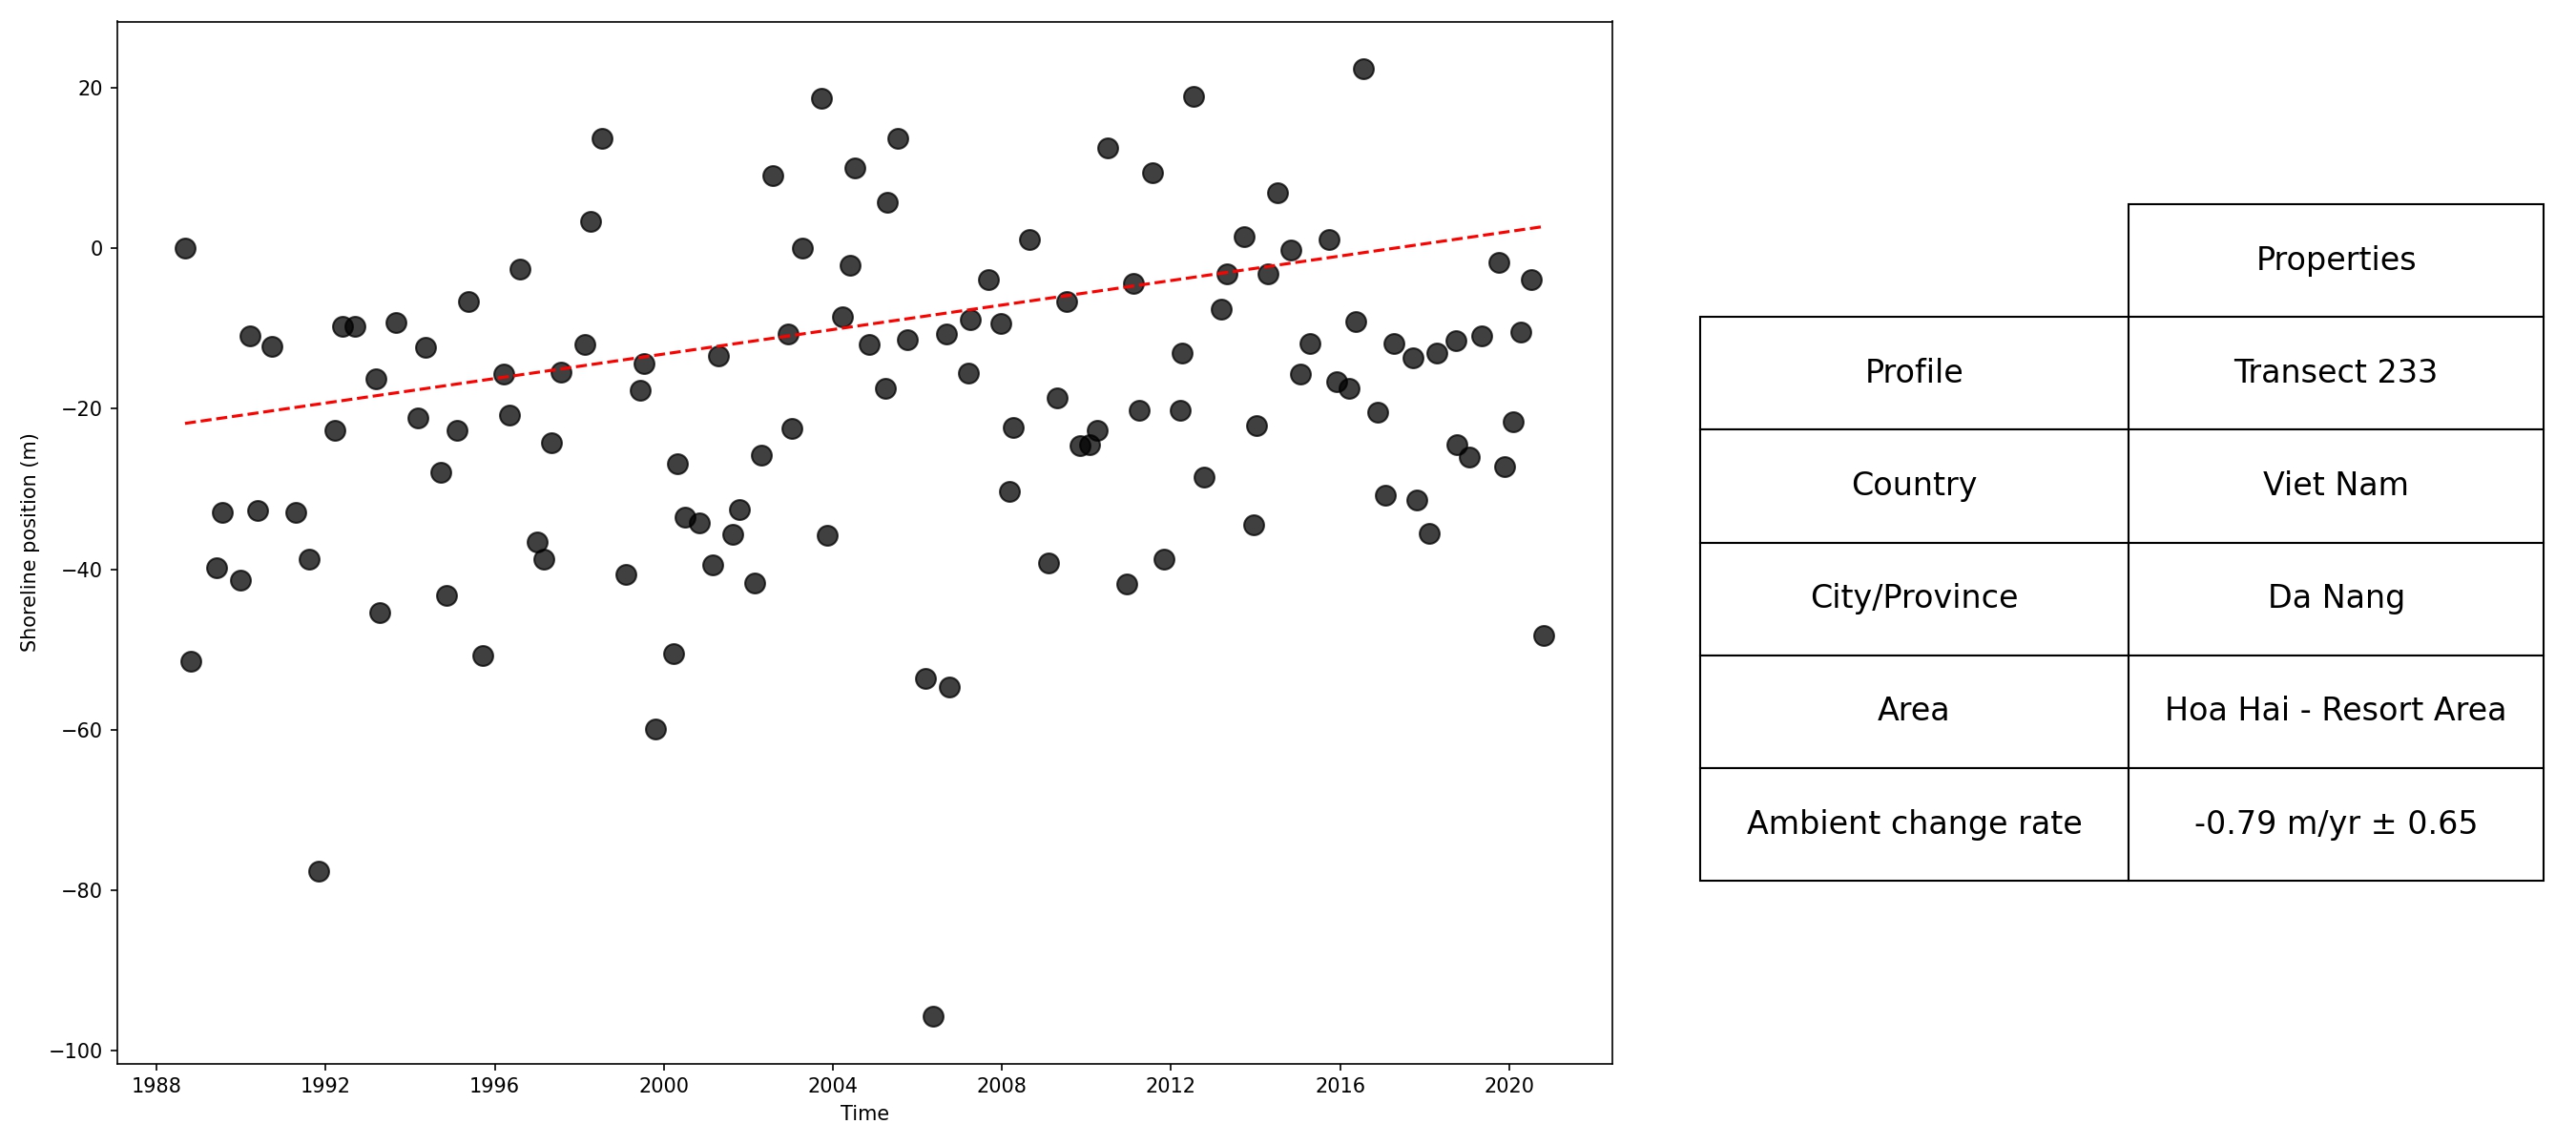 20
0
−20
−40
−60
−80
−100
Shoreline position (m)
1988 1992 1996 2000 2004 2008 2012 2016 2020
Time
Properties
Profile Transect 233
Country Viet Nam
City/Province Da Nang
Area Hoa Hai - Resort Area
Ambient change rate -0.79 m/yr ± 0.65